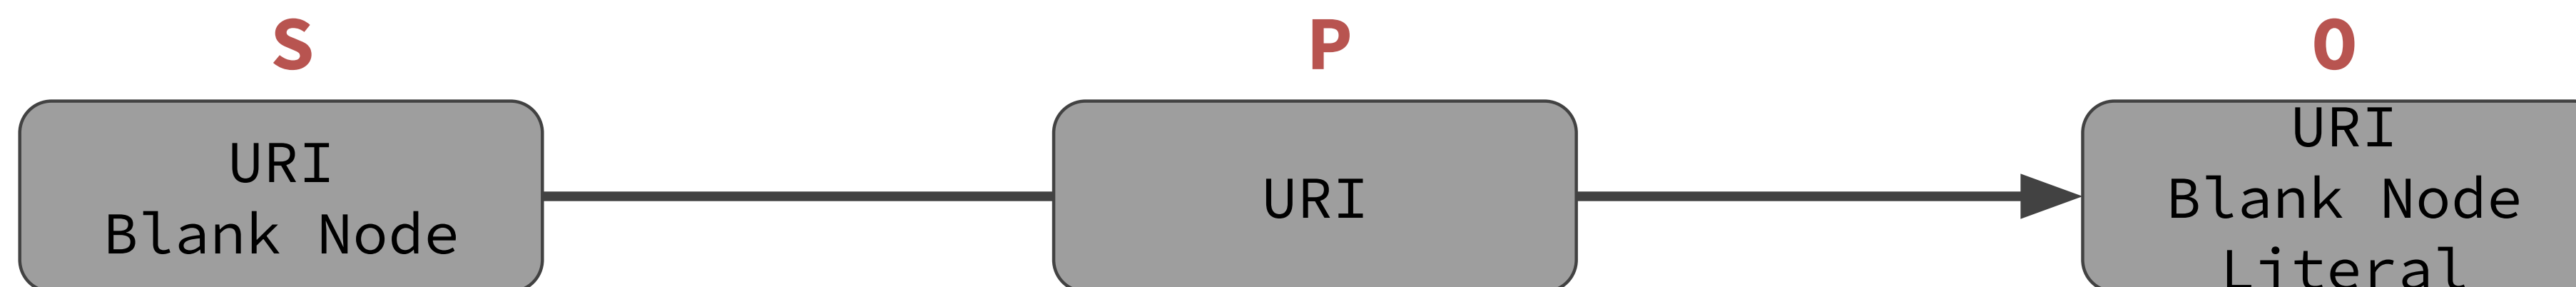 S
P
O
URI
Blank Node
URI
URI
Blank Node
Literal